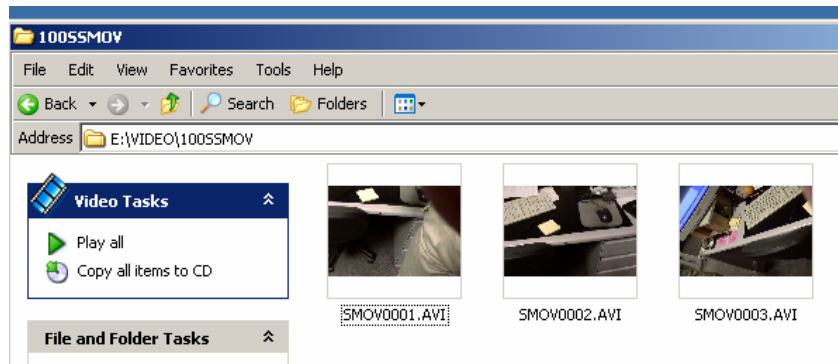 100SSMOV
File Edit View Favorites Tools Help
Back Search Folders
Address E:\VIDEO\100SSMOV
Video Tasks
Play all
Copy all items to CD
File and Folder Tasks
SMOV0001.AVI SMOV0002.AVI SMOV0003.AVI